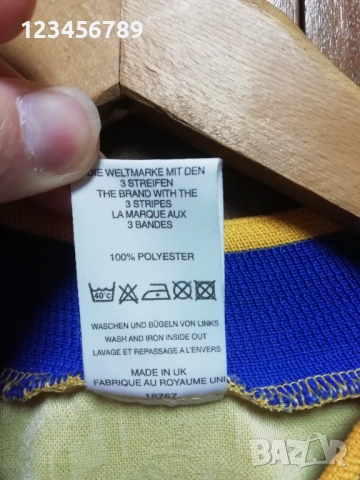 123456789
DIE WELTMARKE MIT DEN
3 STREIFEN
THE BRAND WITH THE
3 STRIPES
LA MARQUE AUX
3 BANDES
100% POLYESTER
40°C
WASCHEN UND BÜGELN VON LINKS
WASH AND IRON INSIDE OUT
LAVAGE ET REPASSAGE A L'ENVERS
MADE IN UK
FABRIQUE AU ROYAUME UNI
18767
BAZAR